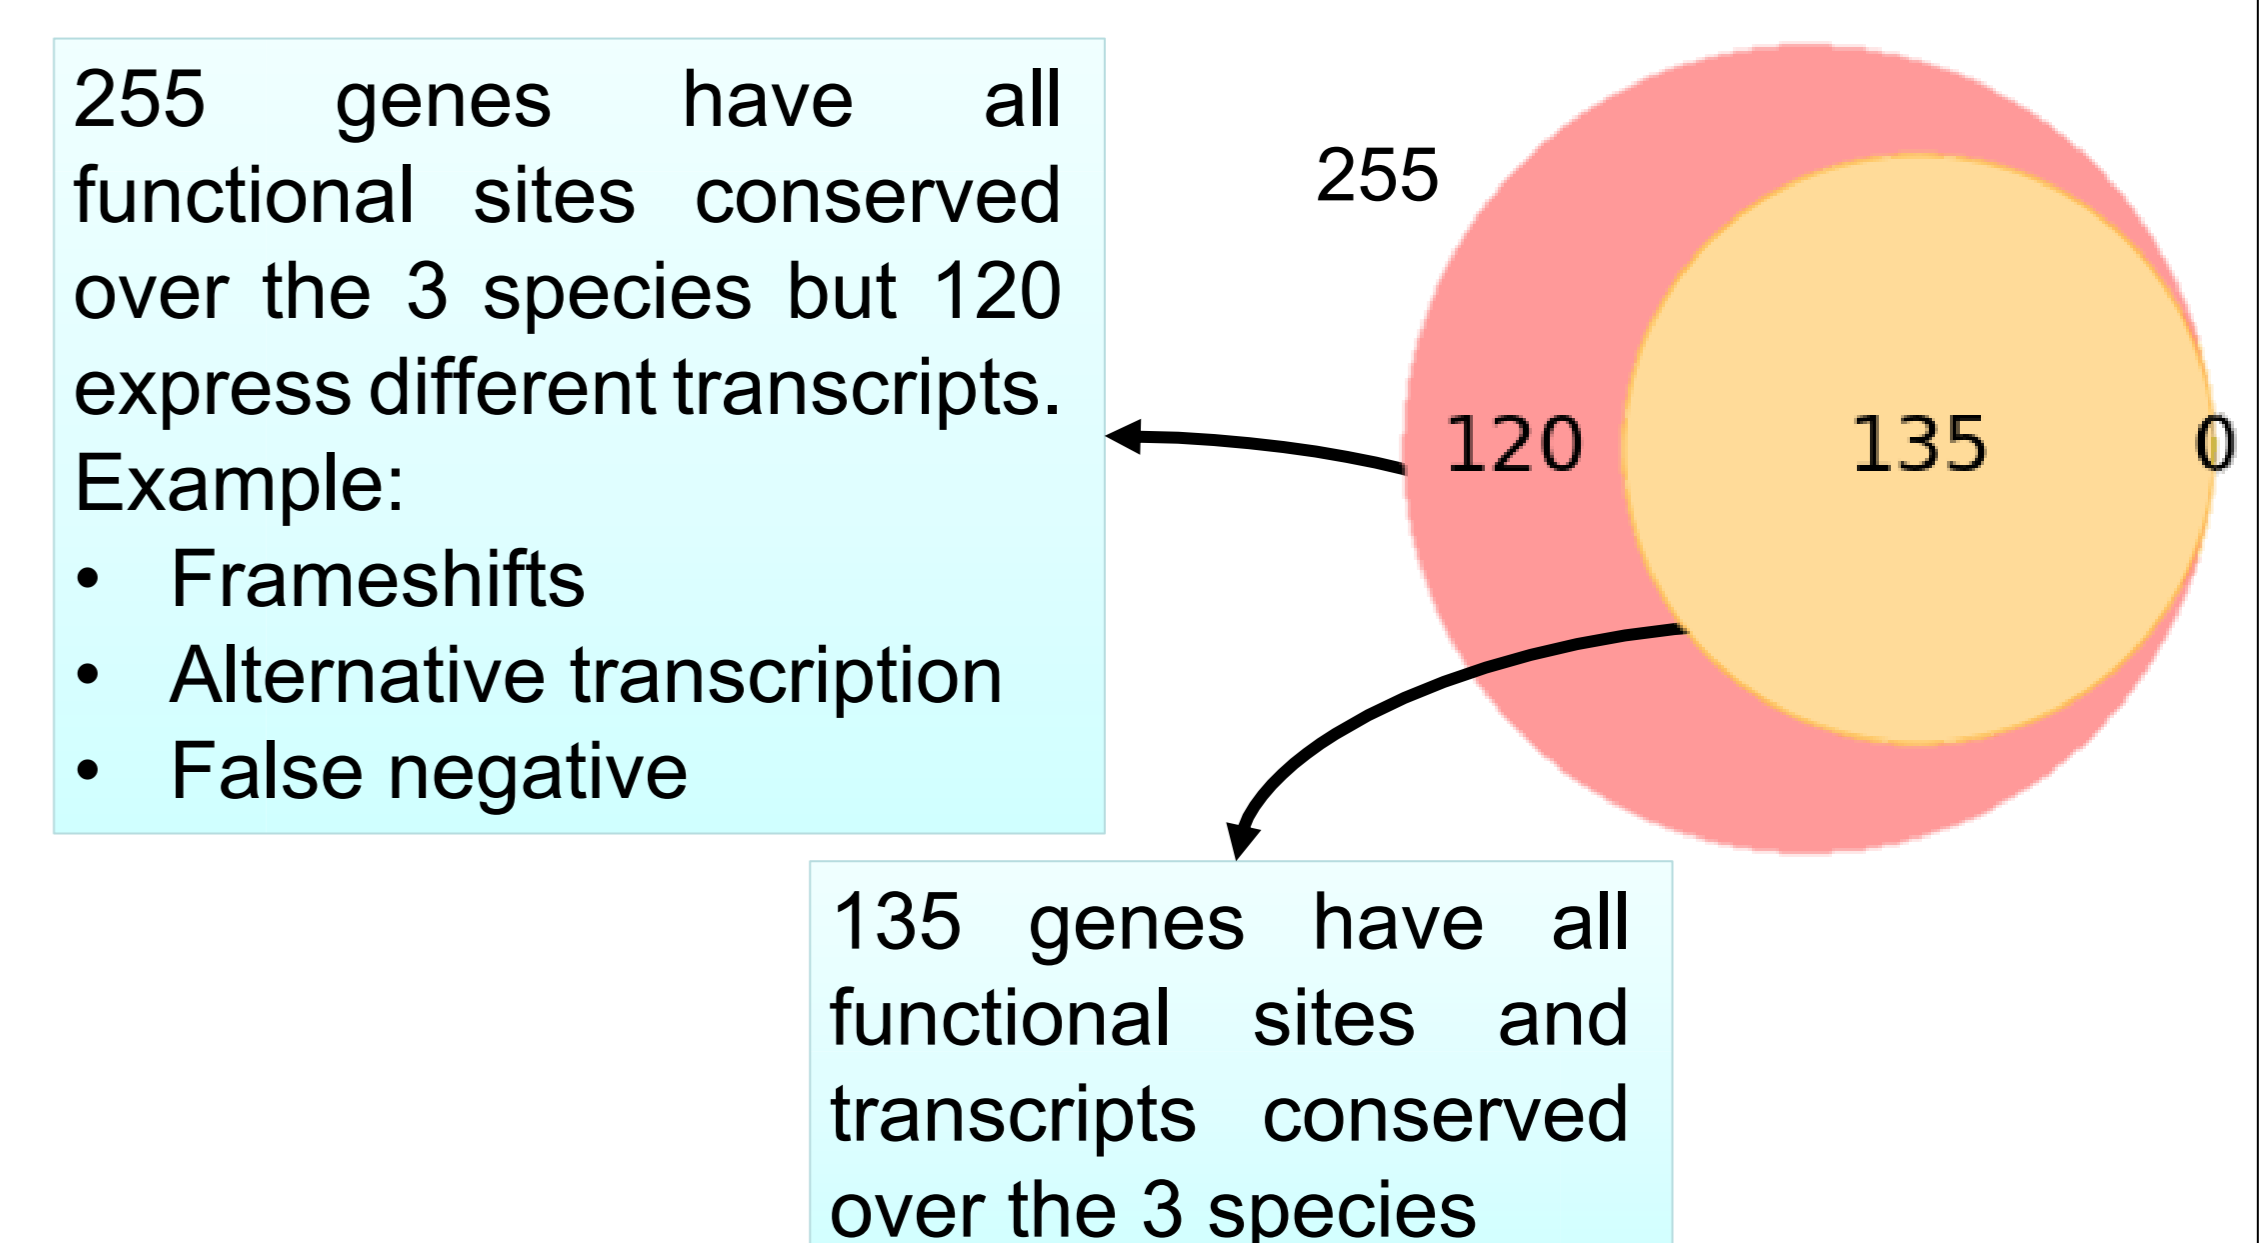 255 genes have all
functional sites conserved
over the 3 species but 120
express different transcripts.
Example:
• Frameshifts
• Alternative transcription
• False negative
255
120
135
0
135 genes have all
functional sites and
transcripts conserved
over the 3 species